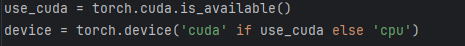 use_cuda = torch.cuda.is_available()
device = torch.device('cuda' if use_cuda else 'cpu')